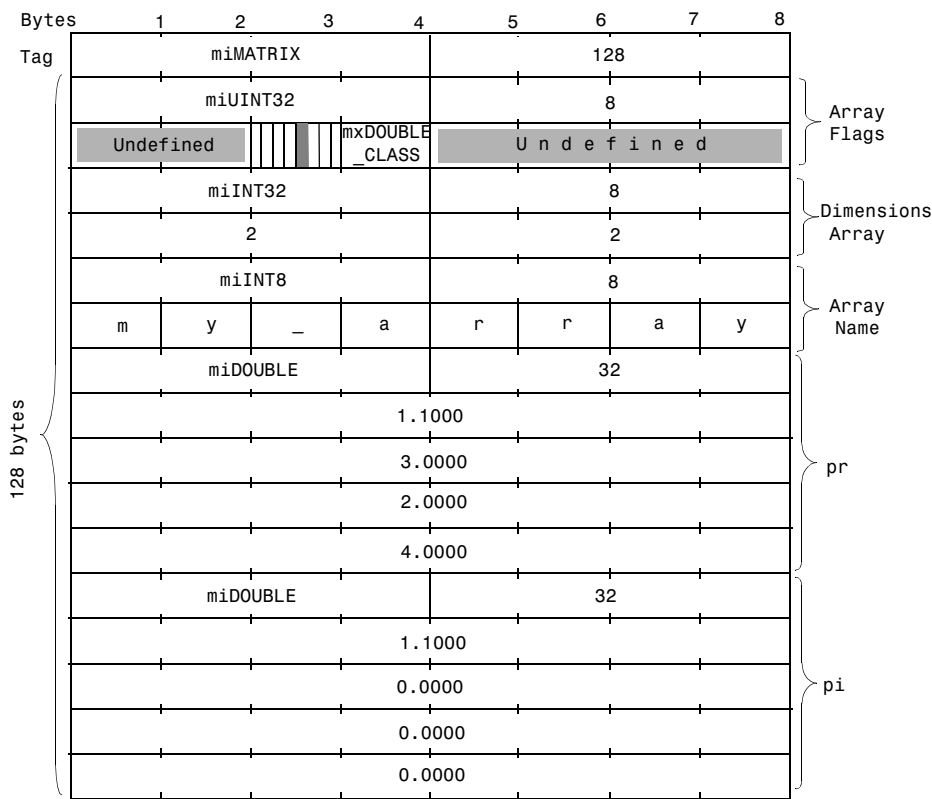 Bytes 1 2 3 4 5 6 7 8
Tag miMATRIX 128
miUINT32 8
Array
Flags
Undefined mxDOUBLE
_CLASS Undefined
miINT32 8
Dimensions
Array
2 2
miINT8 8
Array
Name
m y _ a r r a y
miDOUBLE 32
1.1000
128 bytes
3.0000 pr
2.0000
4.0000
miDOUBLE 32
1.1000
0.0000 pi
0.0000
0.0000